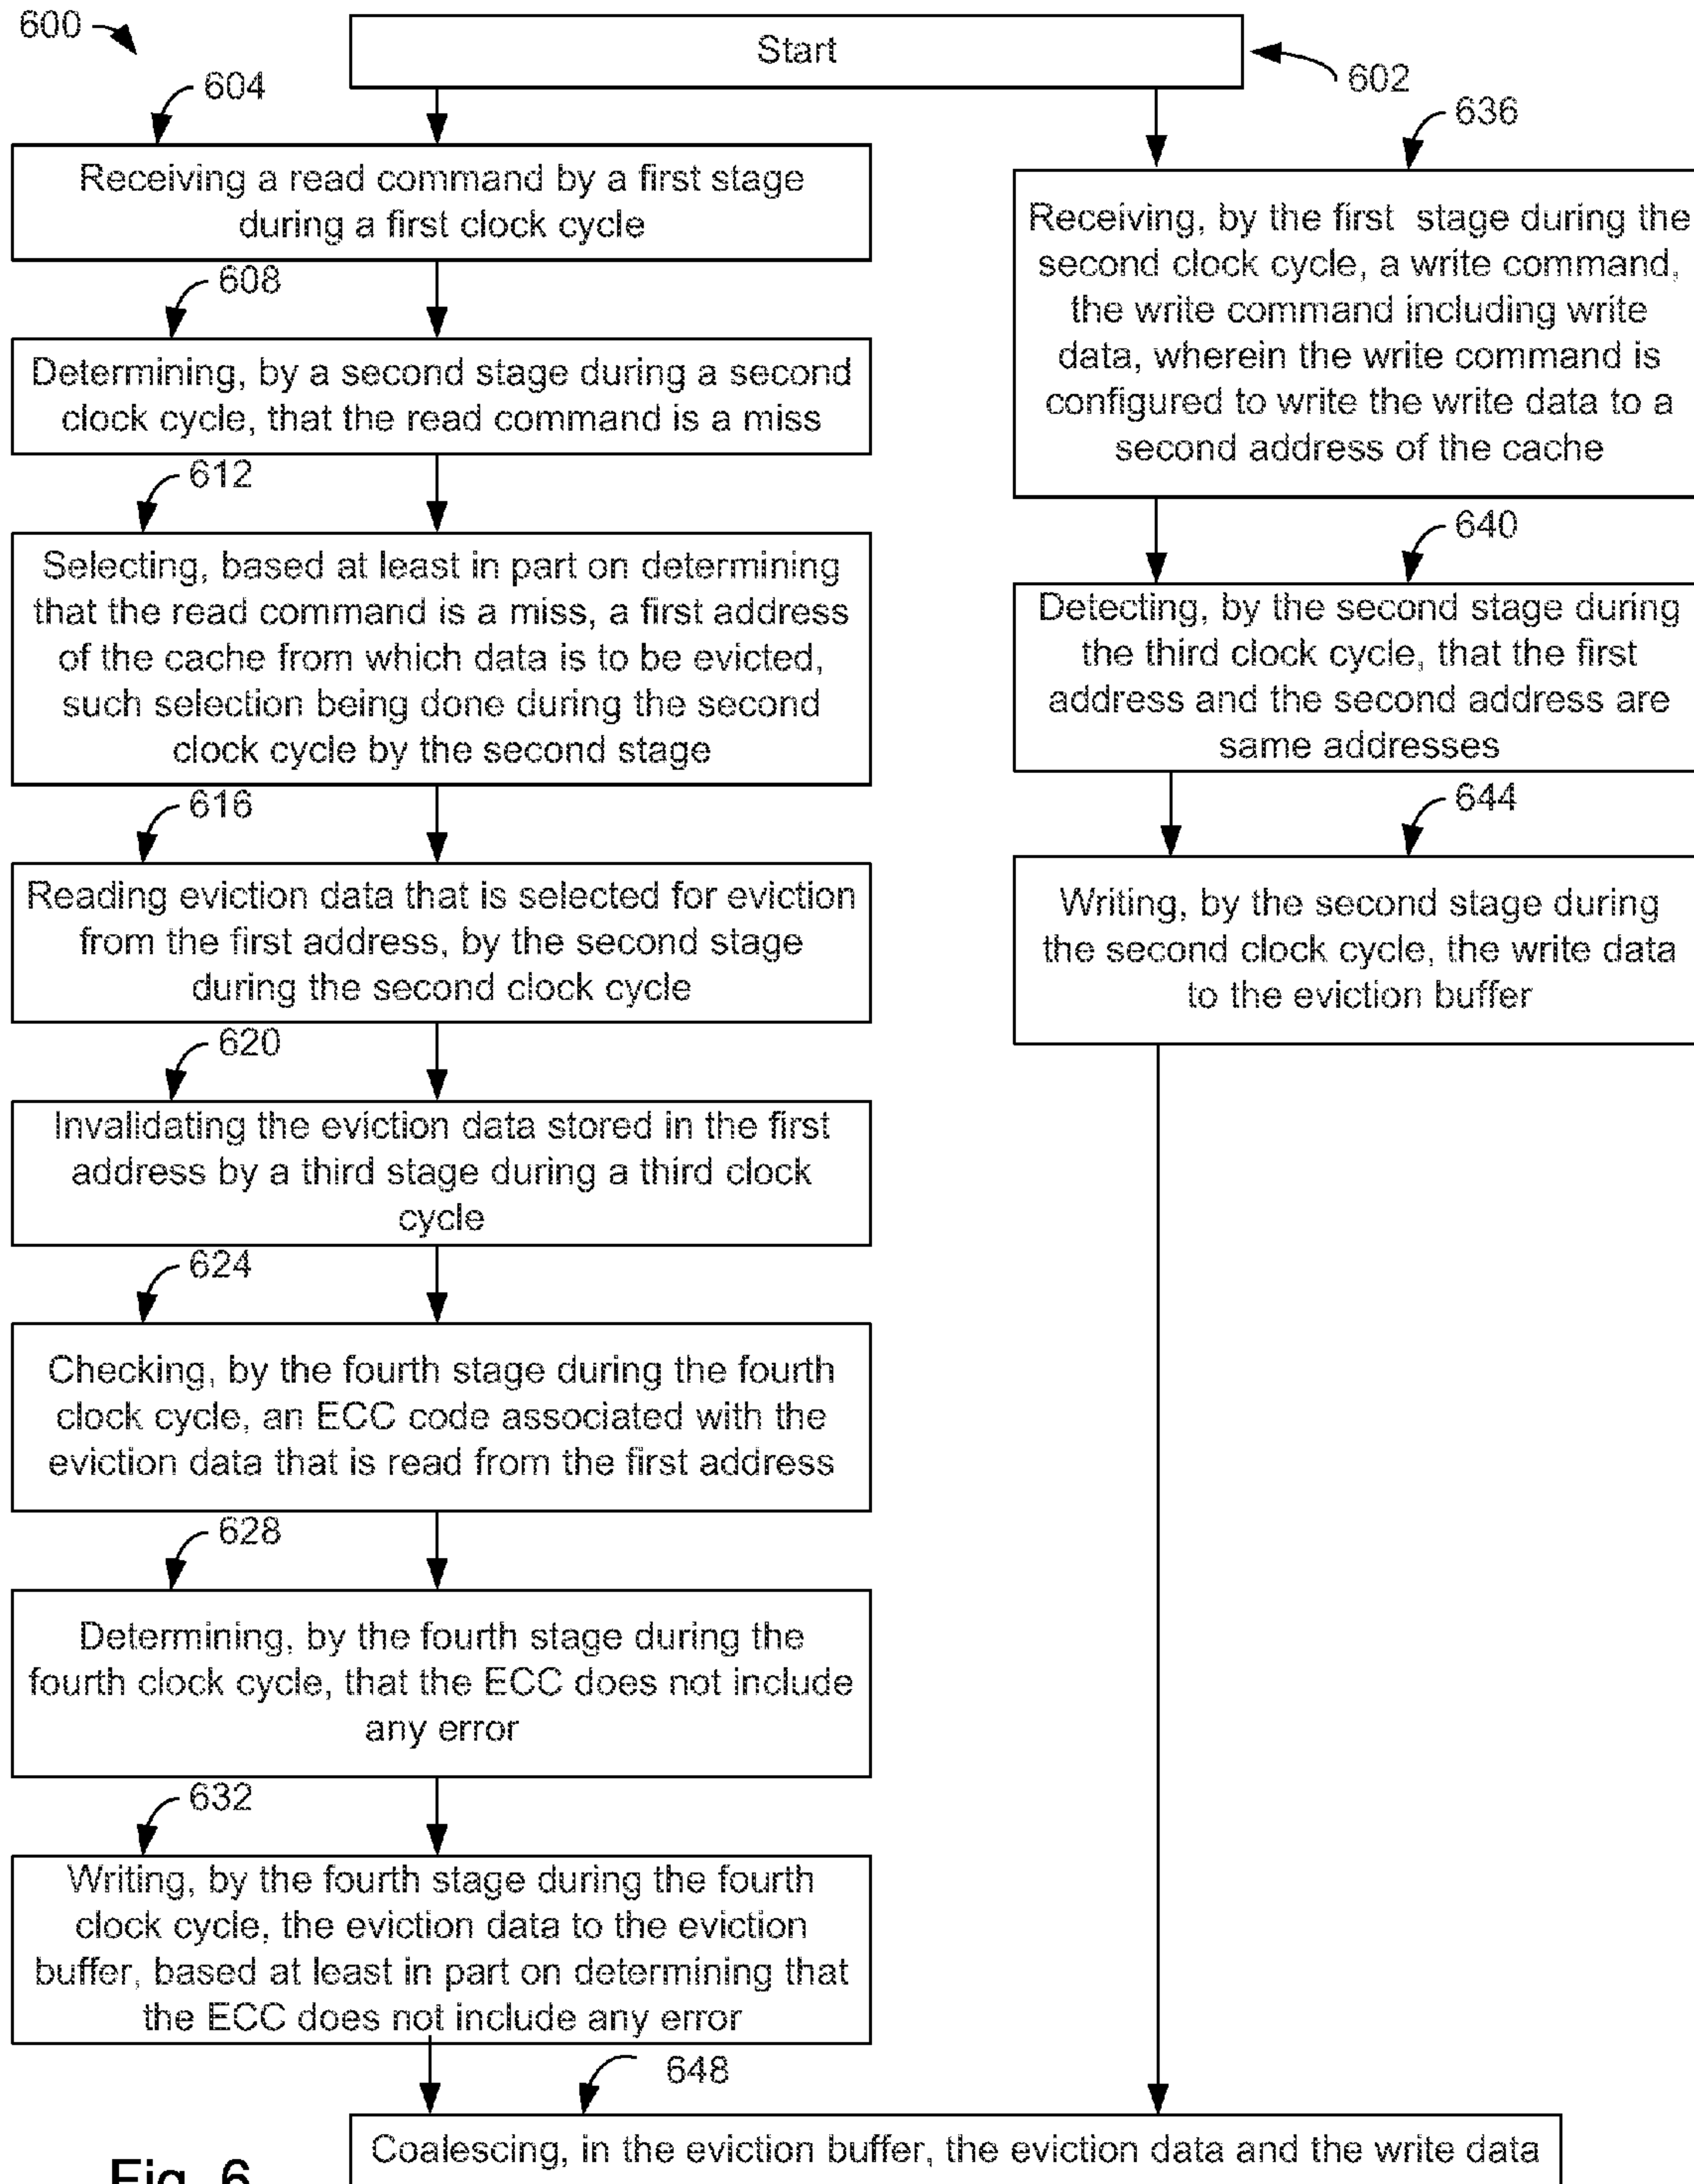 600
Start
602
604
Receiving a read command by a first stage
during a first clock cycle
608
Determining, by a second stage during a second
clock cycle, that the read command is a miss
612
Selecting, based at least in part on determining
that the read command is a miss, a first address
of the cache from which data is to be evicted,
such selection being done during the second
clock cycle by the second stage
616
Reading eviction data that is selected for eviction
from the first address, by the second stage
during the second clock cycle
620
Invalidating the eviction data stored in the first
address by a third stage during a third clock
cycle
624
Checking, by the fourth stage during the fourth
clock cycle, an ECC code associated with the
eviction data that is read from the first address
628
Determining, by the fourth stage during the
fourth clock cycle, that the ECC does not include
any error
632
Writing, by the fourth stage during the fourth
clock cycle, the eviction data to the eviction
buffer, based at least in part on determining that
the ECC does not include any error
636
Receiving, by the first stage during the
second clock cycle, a write command,
the write command including write
data, wherein the write command is
configured to write the write data to a
second address of the cache
640
Detecting, by the second stage during
the third clock cycle, that the first
address and the second address are
same addresses
644
Writing, by the second stage during
the second clock cycle, the write data
to the eviction buffer
648
Coalescing, in the eviction buffer, the eviction data and the write data
Fig. 6